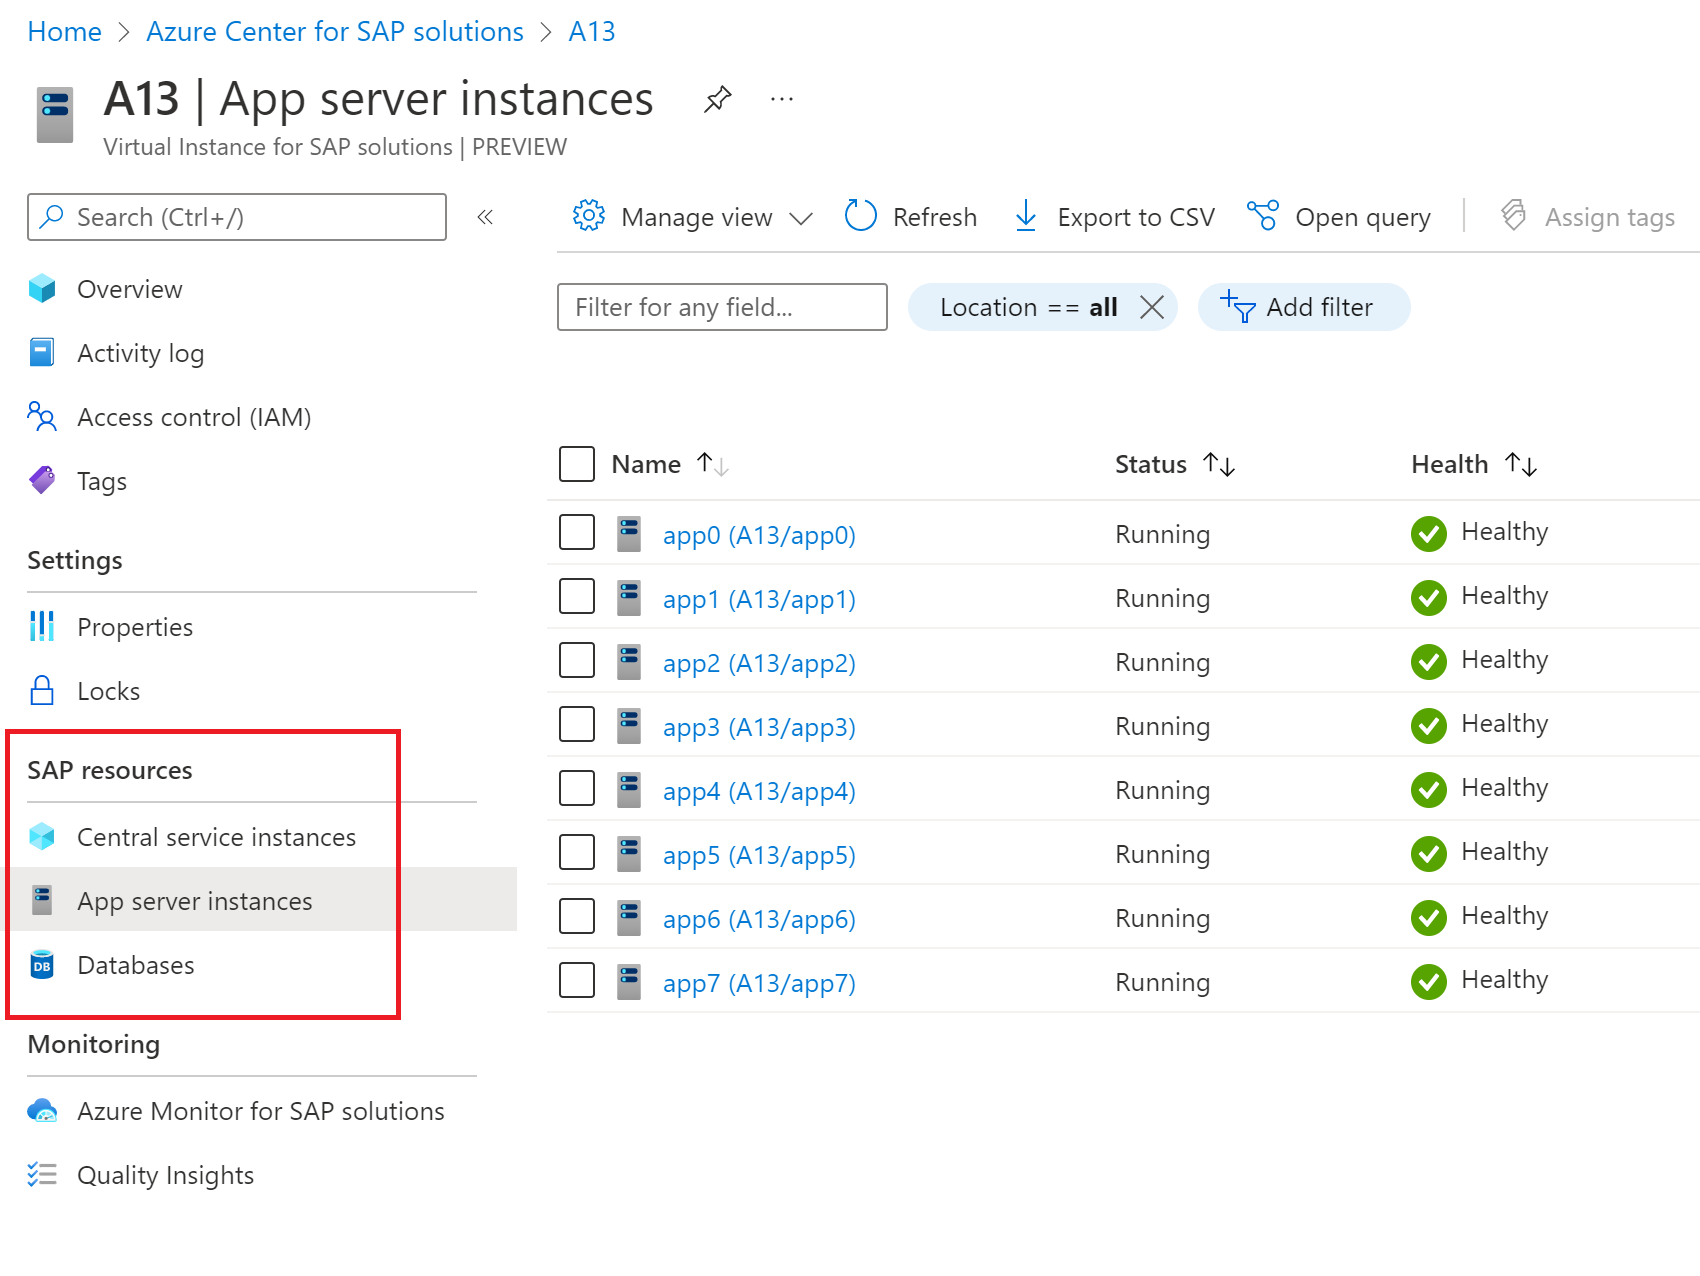 Home > Azure Center for SAP solutions > A13
A13 | App server instances
Virtual Instance for SAP solutions | PREVIEW
Search (Ctrl+/)
Overview
Activity log
Access control (IAM)
Tags
Settings
Properties
Locks
SAP resources
Central service instances
App server instances
DB Databases
Monitoring
Azure Monitor for SAP solutions
Quality Insights
Manage view Refresh Export to CSV Open query Assign tags
Filter for any field... Location == all Add filter
Name Status Health
app0 (A13/app0) Running Healthy
app1 (A13/app1) Running Healthy
app2 (A13/app2) Running Healthy
app3 (A13/app3) Running Healthy
app4 (A13/app4) Running Healthy
app5 (A13/app5) Running Healthy
app6 (A13/app6) Running Healthy
app7 (A13/app7) Running Healthy